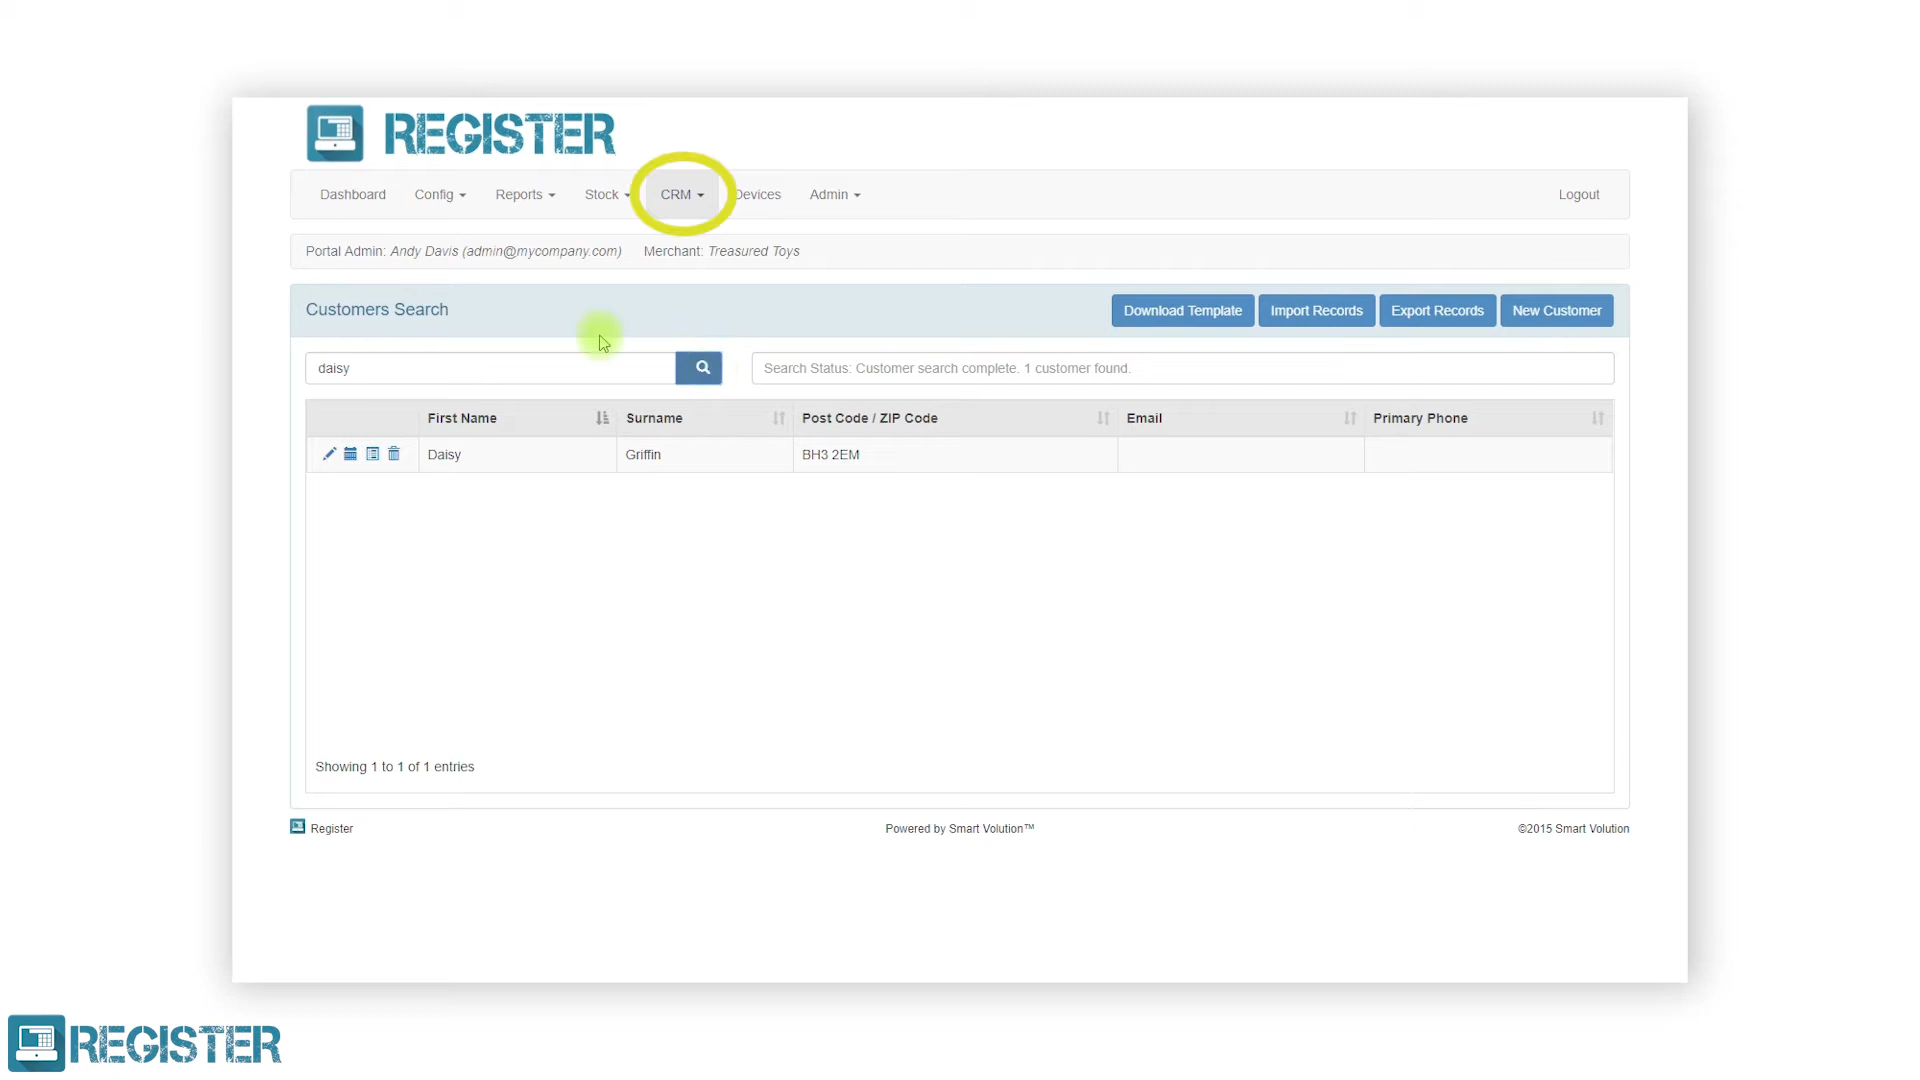 REGISTER
Dashboard Config Reports Stock CRM Devices Admin Logout
Portal Admin: Andy Davis (admin@mycompany.com) Merchant: Treasured Toys
Customers Search Download Template Import Records Export Records New Customer
daisy Search Status: Customer search complete. 1 customer found.
First Name Surname Post Code / ZIP Code Email Primary Phone
Daisy Griffin BH3 2EM
Showing 1 to 1 of 1 entries
Register Powered by Smart Volution™ ©2015 Smart Volution
REGISTER